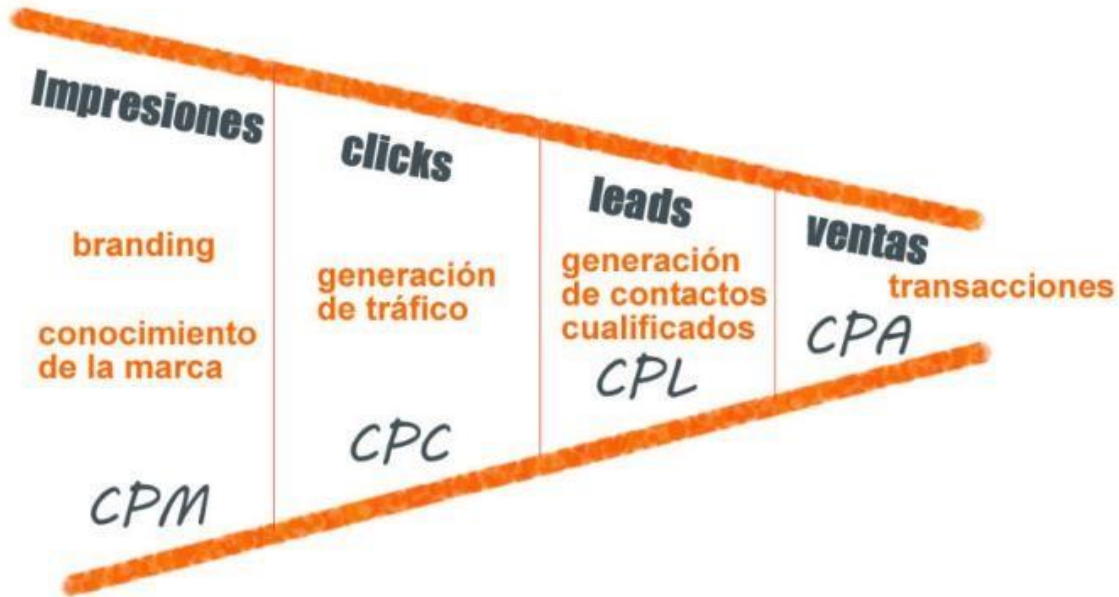 Impresiones
branding
conocimiento
de la marca
CPM
clicks
generación
de tráfico
CPC
leads
generación
de contactos
cualificados
CPL
ventas
transacciones
CPA